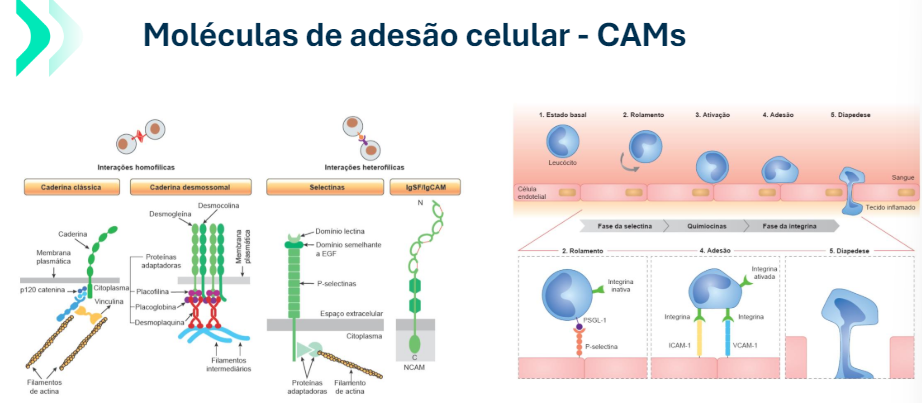 Moléculas de adesão celular - CAMs
Interações homofílicas
Interações heterofílicas
Caderina clássica
Caderina desmossomal
Selectinas
IgSF/IgCAM
Caderina
Membrana
plasmática
p120 catonina
Citoplasma
Vinculina
Filamentos
de actina
Desmogleína
Desmocolina
Membrana
plasmática
Proteínas
adaptadoras
Placofilina
Placoglobina
Desmoplaquina
Filamentos
intermediários
Domínio lectina
Domínio semelhante
a EGF
P-selectinas
Espaço extracelular
Citoplasma
Proteínas
adaptadoras
Filamento
de actina
N
C
NCAM
1. Estado basal
2. Rolamento
3. Ativação
4. Adesão
5. Diapedese
Leucócito
Sangue
Célula
endotelial
Tecido inflamado
Fase da selectina
Quimiocinas
Fase da integrina
2. Rolamento
4. Adesão
5. Diapedese
Integrina
inativa
PSGL-1
P-selectina
Integrina
ativada
Integrina
Integrina
ICAM-1
VCAM-1